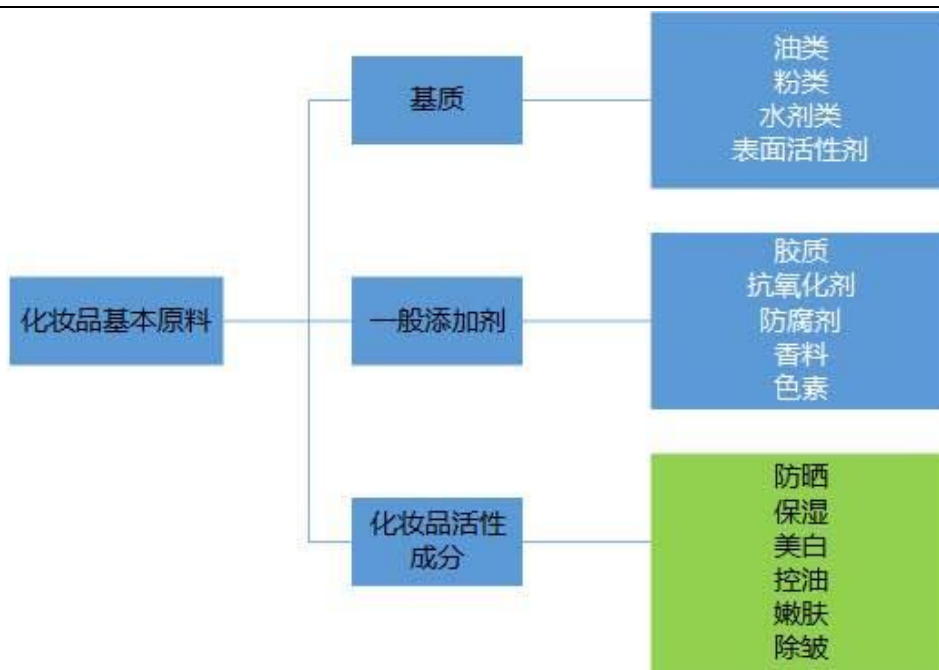 油类
粉类
水剂类
表面活性剂
基质
胶质
抗氧化剂
防腐剂
香料
色素
化妆品基本原料
一般添加剂
防晒
保湿
美白
控油
嫩肤
除皱
化妆品活性
成分